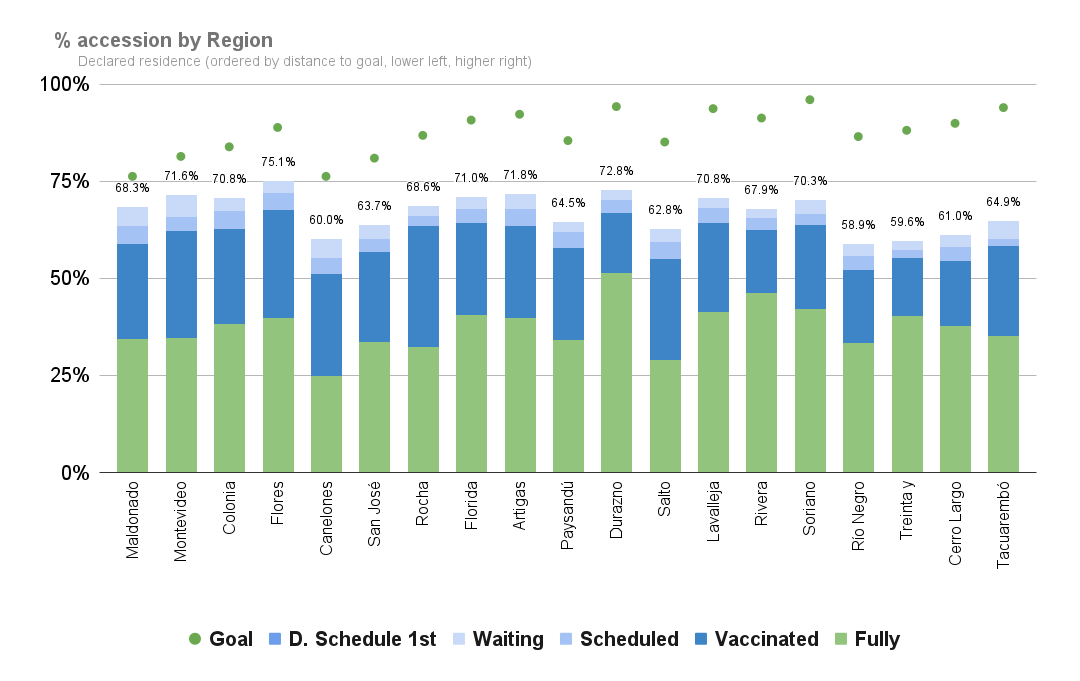 % accession by Region
Declared residence (ordered by distance to goal, lower left, higher right)
100%
75%
50%
25%
0%
68.3%
71.6%
70.8%
75.1%
60.0%
63.7%
68.6%
71.0%
71.8%
64.5%
72.8%
62.8%
70.8%
67.9%
70.3%
58.9%
59.6%
61.0%
64.9%
Maldonado
Montevideo
Colonia
Flores
Canelones
San José
Rocha
Florida
Artigas
Paysandú
Durazno
Salto
Lavalleja
Rivera
Soriano
Río Negro
Treinta y
Cerro Largo
Tacuarembó
Goal D. Schedule 1st Waiting Scheduled Vaccinated Fully